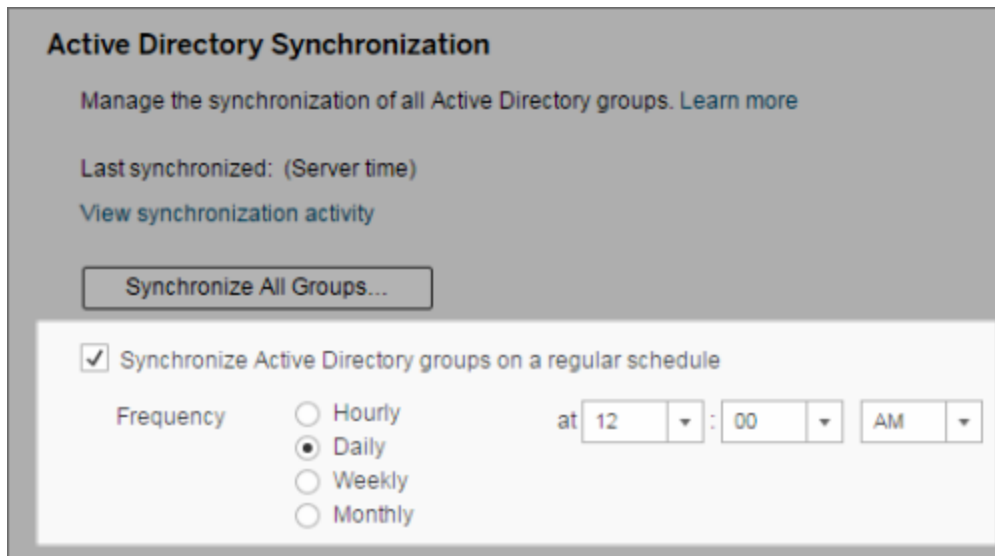 Active Directory Synchronization
Manage the synchronization of all Active Directory groups. Learn more
Last synchronized: (Server time)
View synchronization activity
Synchronize All Groups...
Synchronize Active Directory groups on a regular schedule
Frequency Hourly at 12 : 00 AM
Daily
Weekly
Monthly